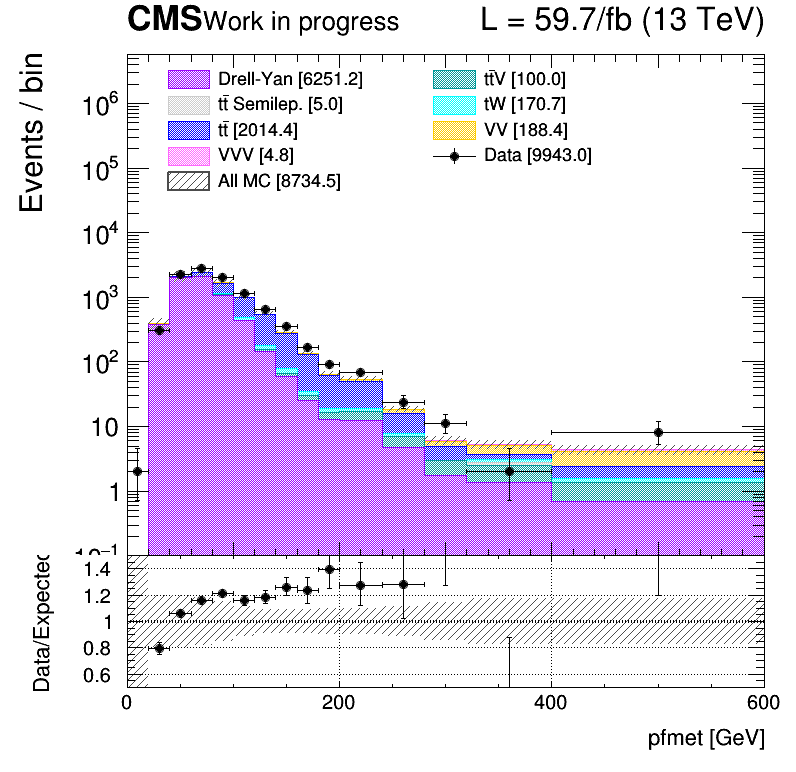 CMS Work in progress L = 59.7/fb (13 TeV)
Events / bin
Drell-Yan [6251.2]
tt̄ Semilep. [5.0]
tt̄ [2014.4]
VVV [4.8]
All MC [8734.5]
tt̄V [100.0]
tW [170.7]
VV [188.4]
Data [9943.0]
10⁶
10⁵
10⁴
10³
10²
10
1
10⁻¹
Data/Expected
1.4
1.2
1
0.8
0.6
0 200 400 600
pfmet [GeV]